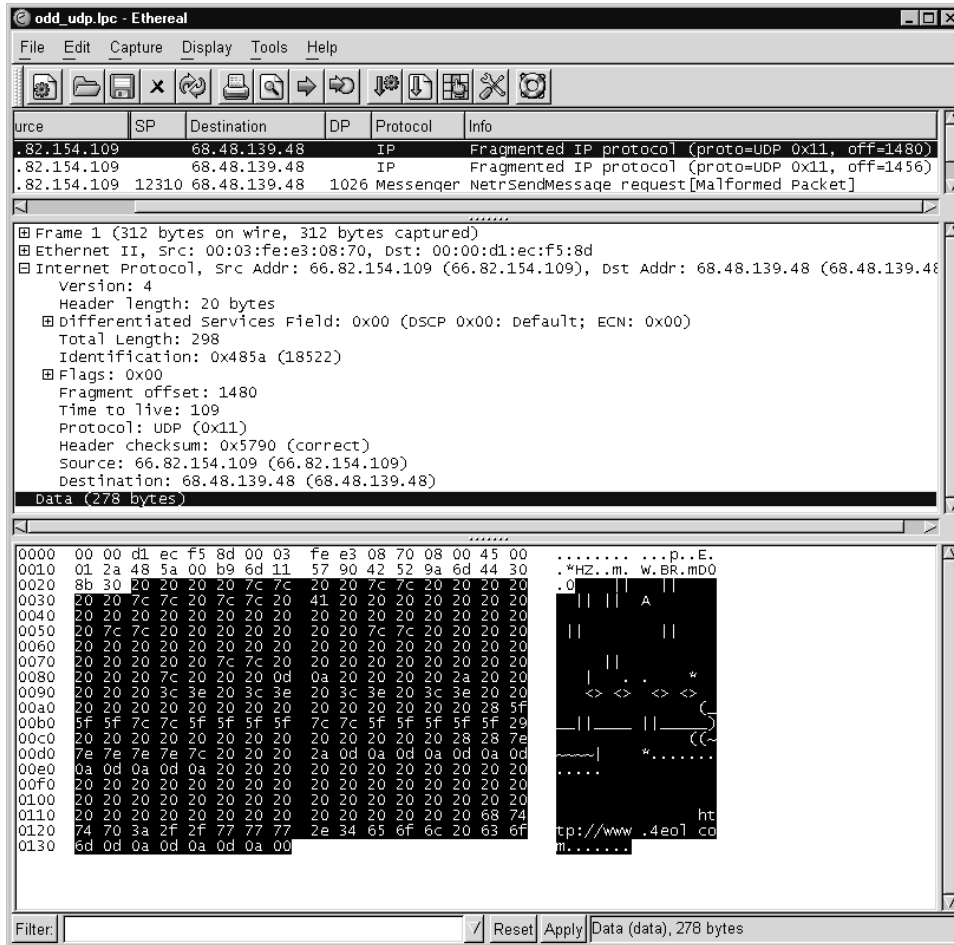 odd_udp.lpc - Ethereal
File Edit Capture Display Tools Help
urce SP Destination DP Protocol Info
.82.154.109 68.48.139.48 IP Fragmented IP protocol (proto=UDP 0x11, off=1480)
.82.154.109 68.48.139.48 IP Fragmented IP protocol (proto=UDP 0x11, off=1456)
.82.154.109 12310 68.48.139.48 1026 Messenger NetrSendMessage request[Malformed Packet]
Frame 1 (312 bytes on wire, 312 bytes captured)
Ethernet II, Src: 00:03:fe:e3:08:70, Dst: 00:00:d1:ec:f5:8d
Internet Protocol, Src Addr: 66.82.154.109 (66.82.154.109), Dst Addr: 68.48.139.48 (68.48.139.48
Version: 4
Header length: 20 bytes
Differentiated Services Field: 0x00 (DSCP 0x00: Default; ECN: 0x00)
Total Length: 298
Identification: 0x485a (18522)
Flags: 0x00
Fragment offset: 1480
Time to live: 109
Protocol: UDP (0x11)
Header checksum: 0x5790 (correct)
Source: 66.82.154.109 (66.82.154.109)
Destination: 68.48.139.48 (68.48.139.48)
Data (278 bytes)
0000 00 00 d1 ec f5 8d 00 03 fe e3 08 70 08 00 45 00 ........ ...p..E.
0010 01 2a 48 5a 00 b9 6d 11 57 90 42 52 9a 6d 44 30 .*HZ..m. W.BR.mD0
0020 8b 30 20 20 20 20 7c 7c 20 20 20 20 7c 7c 20 20 .0    ||     ||
0030 20 20 7c 7c 20 7c 7c 20 41 20 20 20 20 20 20 20   || ||  A
0040 20 20 20 20 20 20 20 20 20 20 20 20 20 20 20 20
0050 20 7c 7c 20 20 20 20 20 20 20 7c 7c 20 20 20 20  ||        ||
0060 20 20 20 20 20 20 20 20 20 20 20 20 20 20 20 20
0070 20 20 20 20 20 7c 7c 20 20 20 20 20 20 20 20 20      ||
0080 20 20 20 7c 20 20 20 0d 0a 20 20 20 20 2a 20 20    |   . .    *
0090 20 20 20 3c 3e 20 3c 3e 20 3c 3e 20 3c 3e 20 20    <> <>  <> <>
00a0 20 20 20 20 20 20 20 20 20 20 20 20 20 20 28 5f               (_
00b0 5f 5f 7c 7c 5f 5f 5f 5f 7c 7c 5f 5f 5f 5f 5f 29 __||____ ||_____)
00c0 20 20 20 20 20 20 20 20 20 20 20 20 20 28 28 7e              ((~
00d0 7e 7e 7e 7e 7c 20 20 20 2a 0d 0a 0d 0a 0d 0a 0d ~~~~|    *.......
00e0 0a 0d 0a 0d 0a 20 20 20 20 20 20 20 20 20 20 20 .....
00f0 20 20 20 20 20 20 20 20 20 20 20 20 20 20 20 20
0100 20 20 20 20 20 20 20 20 20 20 20 20 20 20 20 20
0110 20 20 20 20 20 20 20 20 20 20 20 20 20 20 68 74               ht
0120 74 70 3a 2f 2f 77 77 77 2e 34 65 6f 6c 20 63 6f tp://www .4eol co
0130 6d 0d 0a 0d 0a 0d 0a 00 m.......
Filter: Reset Apply Data (data), 278 bytes